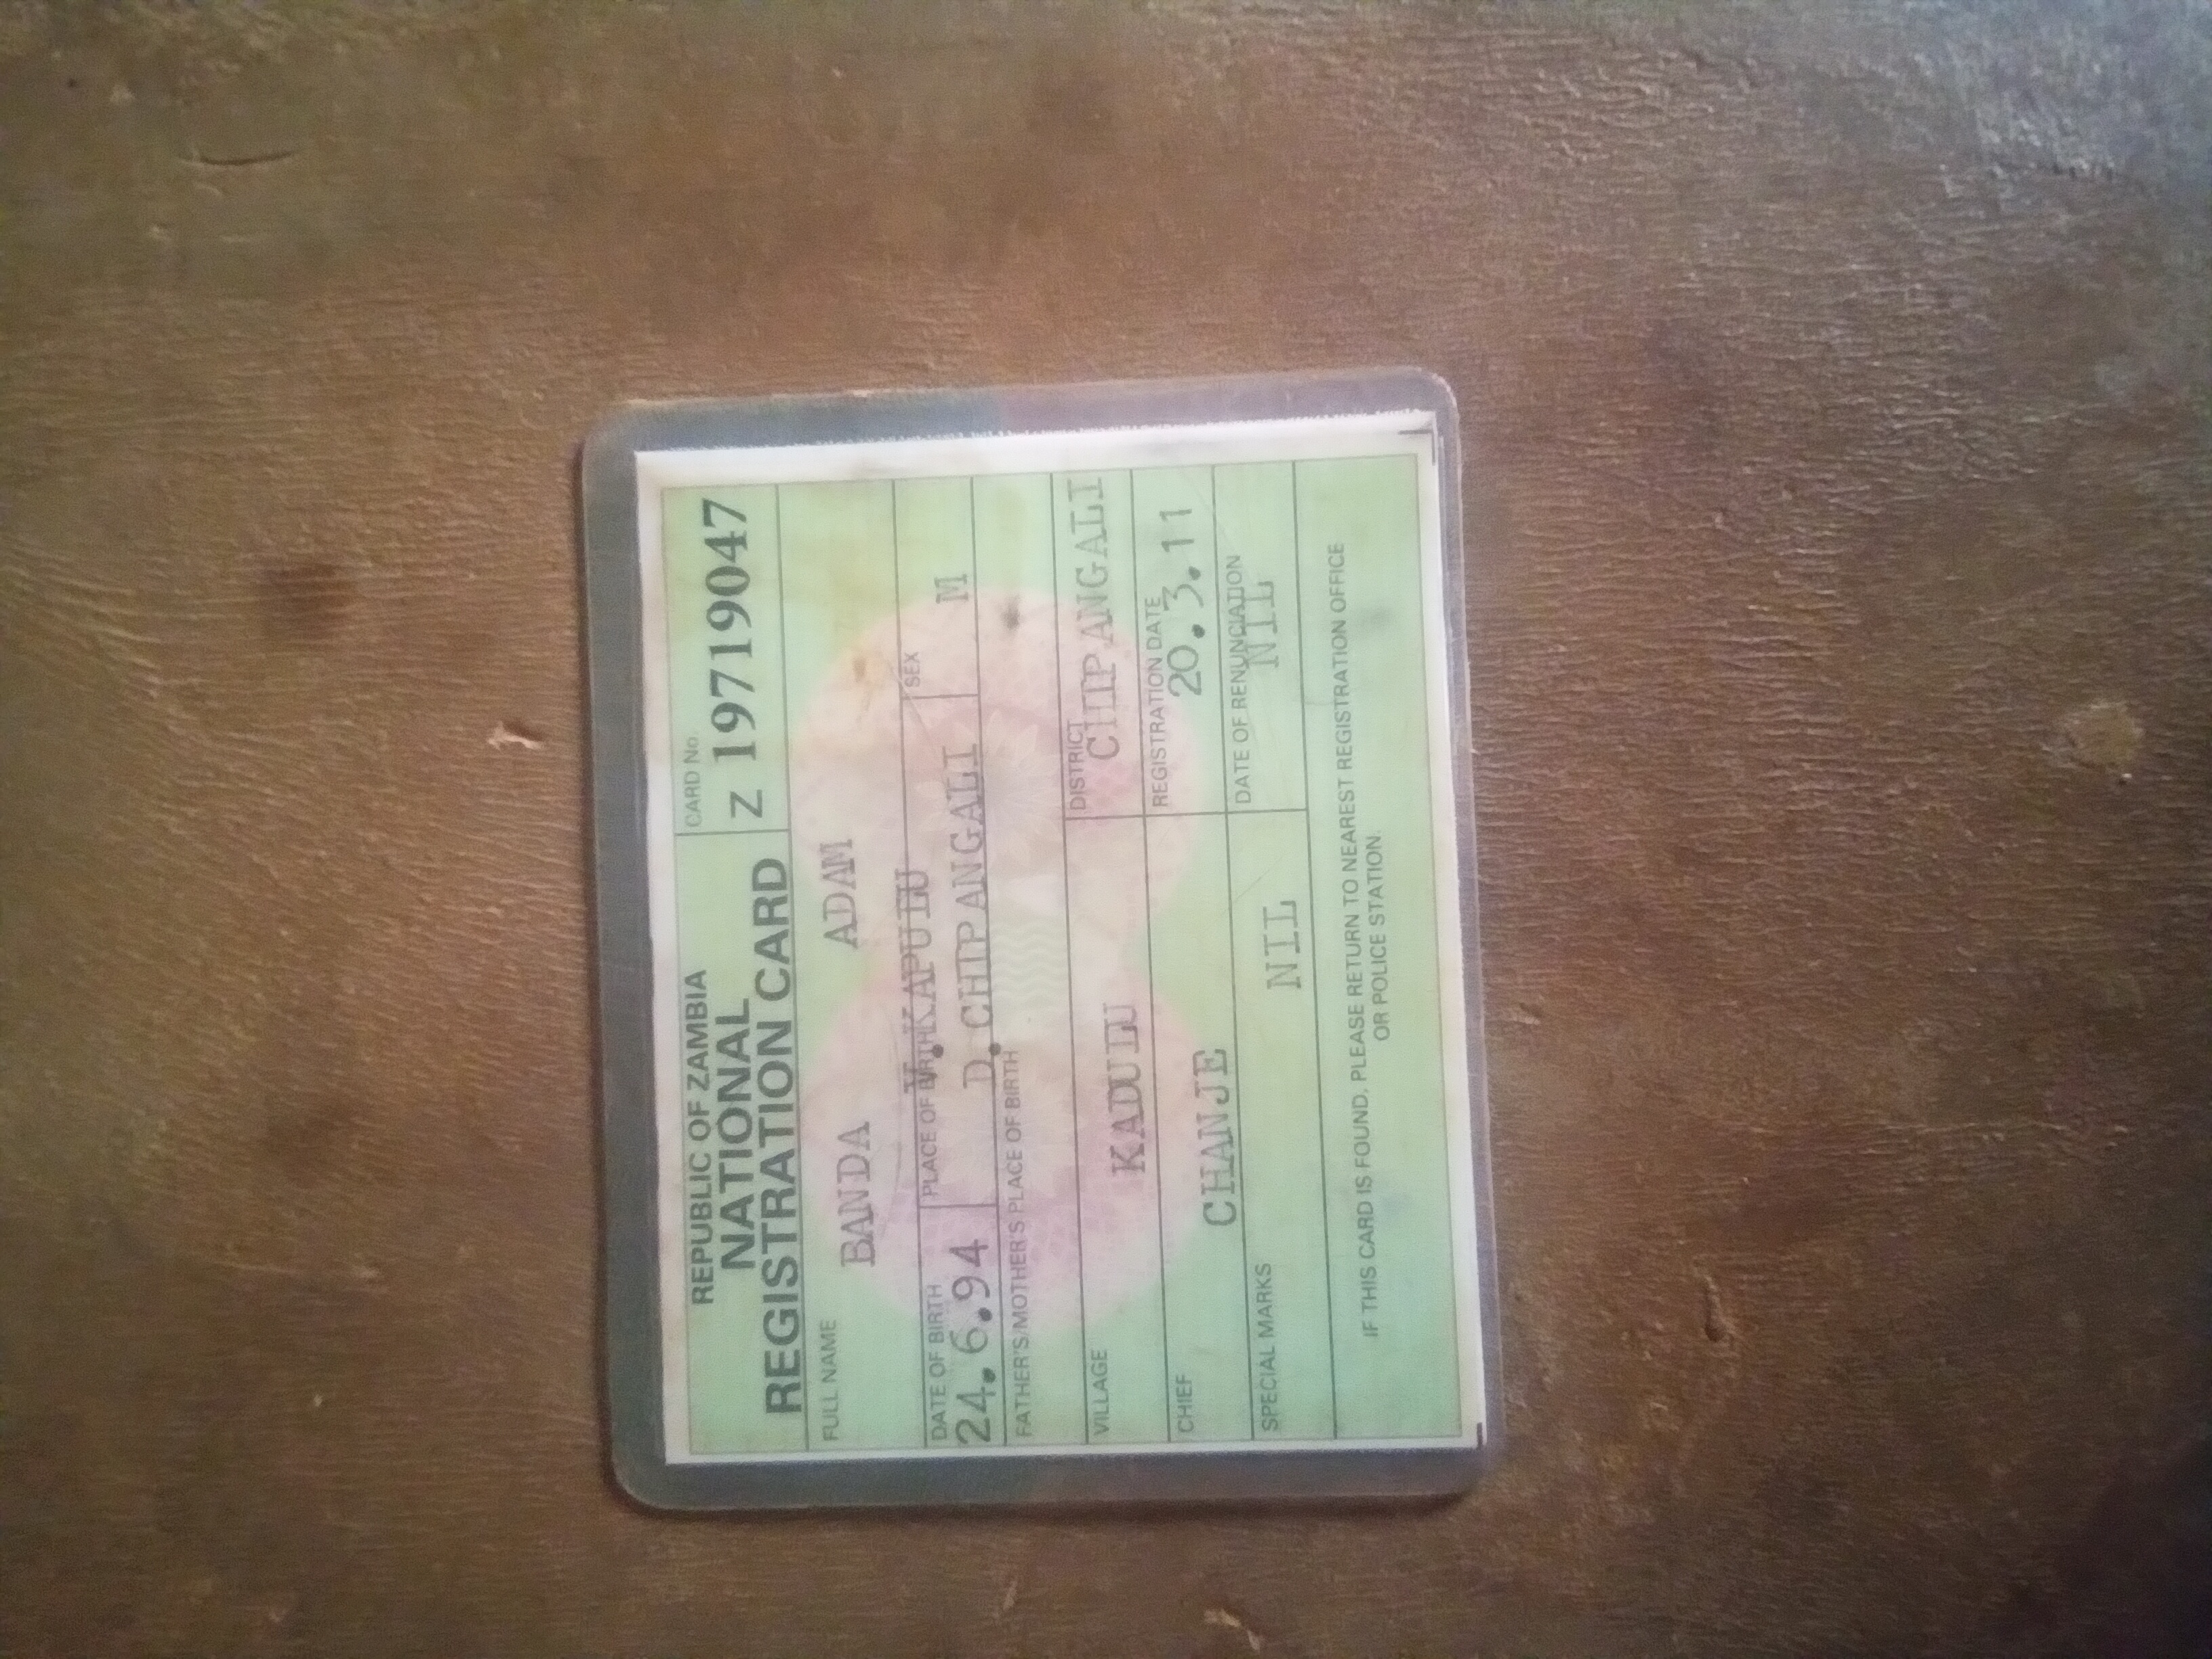 REPUBLIC OF ZAMBIA
NATIONAL
REGISTRATION CARD
CARD No.
Z 19719047
FULL NAME
BANDA ADAM
DATE OF BIRTH
24.6.94
PLACE OF BIRTH
V. KAPULU
D. CHIPANGALI
SEX
M
FATHER'S/MOTHER'S PLACE OF BIRTH
VILLAGE
KADULU
DISTRICT
CHIPANGALI
CHIEF
CHANJE
REGISTRATION DATE
20.3.11
SPECIAL MARKS
NIL
DATE OF RENUNCIATION
NIL
IF THIS CARD IS FOUND, PLEASE RETURN TO NEAREST REGISTRATION OFFICE
OR POLICE STATION.